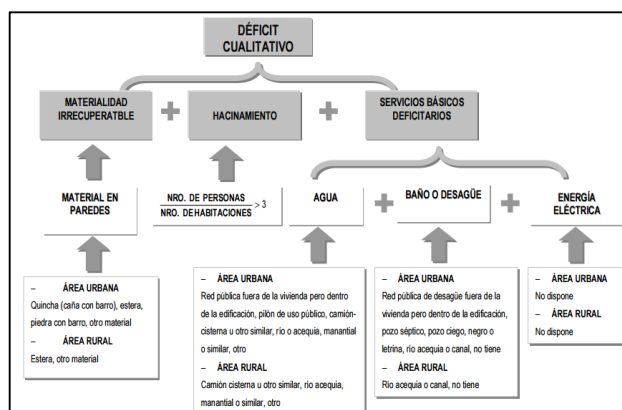 DÉFICIT
CUALITATIVO
MATERIALIDAD
IRRECUPERATBLE
HACINAMIENTO
SERVICIOS BÁSICOS
DEFICITARIOS
MATERIAL EN
PAREDES
NRO. DE PERSONAS
NRO. DE HABITACIONES
> 3
AGUA
BAÑO O DESAGÜE
ENERGÍA
ELÉCTRICA
– ÁREA URBANA
Quincha (caña con barro), estera,
piedra con barro, otro material
– ÁREA RURAL
Estera, otro material
– ÁREA URBANA
Red pública fuera de la vivienda pero dentro
de la edificación, pilón de uso público, camión-
cisterna u otro similar, río o acequia, manantial
o similar, otro
– ÁREA RURAL
Camión cisterna u otro similar, río acequia,
manantial o similar, otro
– ÁREA URBANA
Red pública de desagüe fuera de la
vivienda pero dentro de la edificación,
pozo séptico, pozo ciego, negro o
letrina, río acequia o canal, no tiene
– ÁREA RURAL
Río acequia o canal, no tiene
– ÁREA URBANA
No dispone
– ÁREA RURAL
No dispone